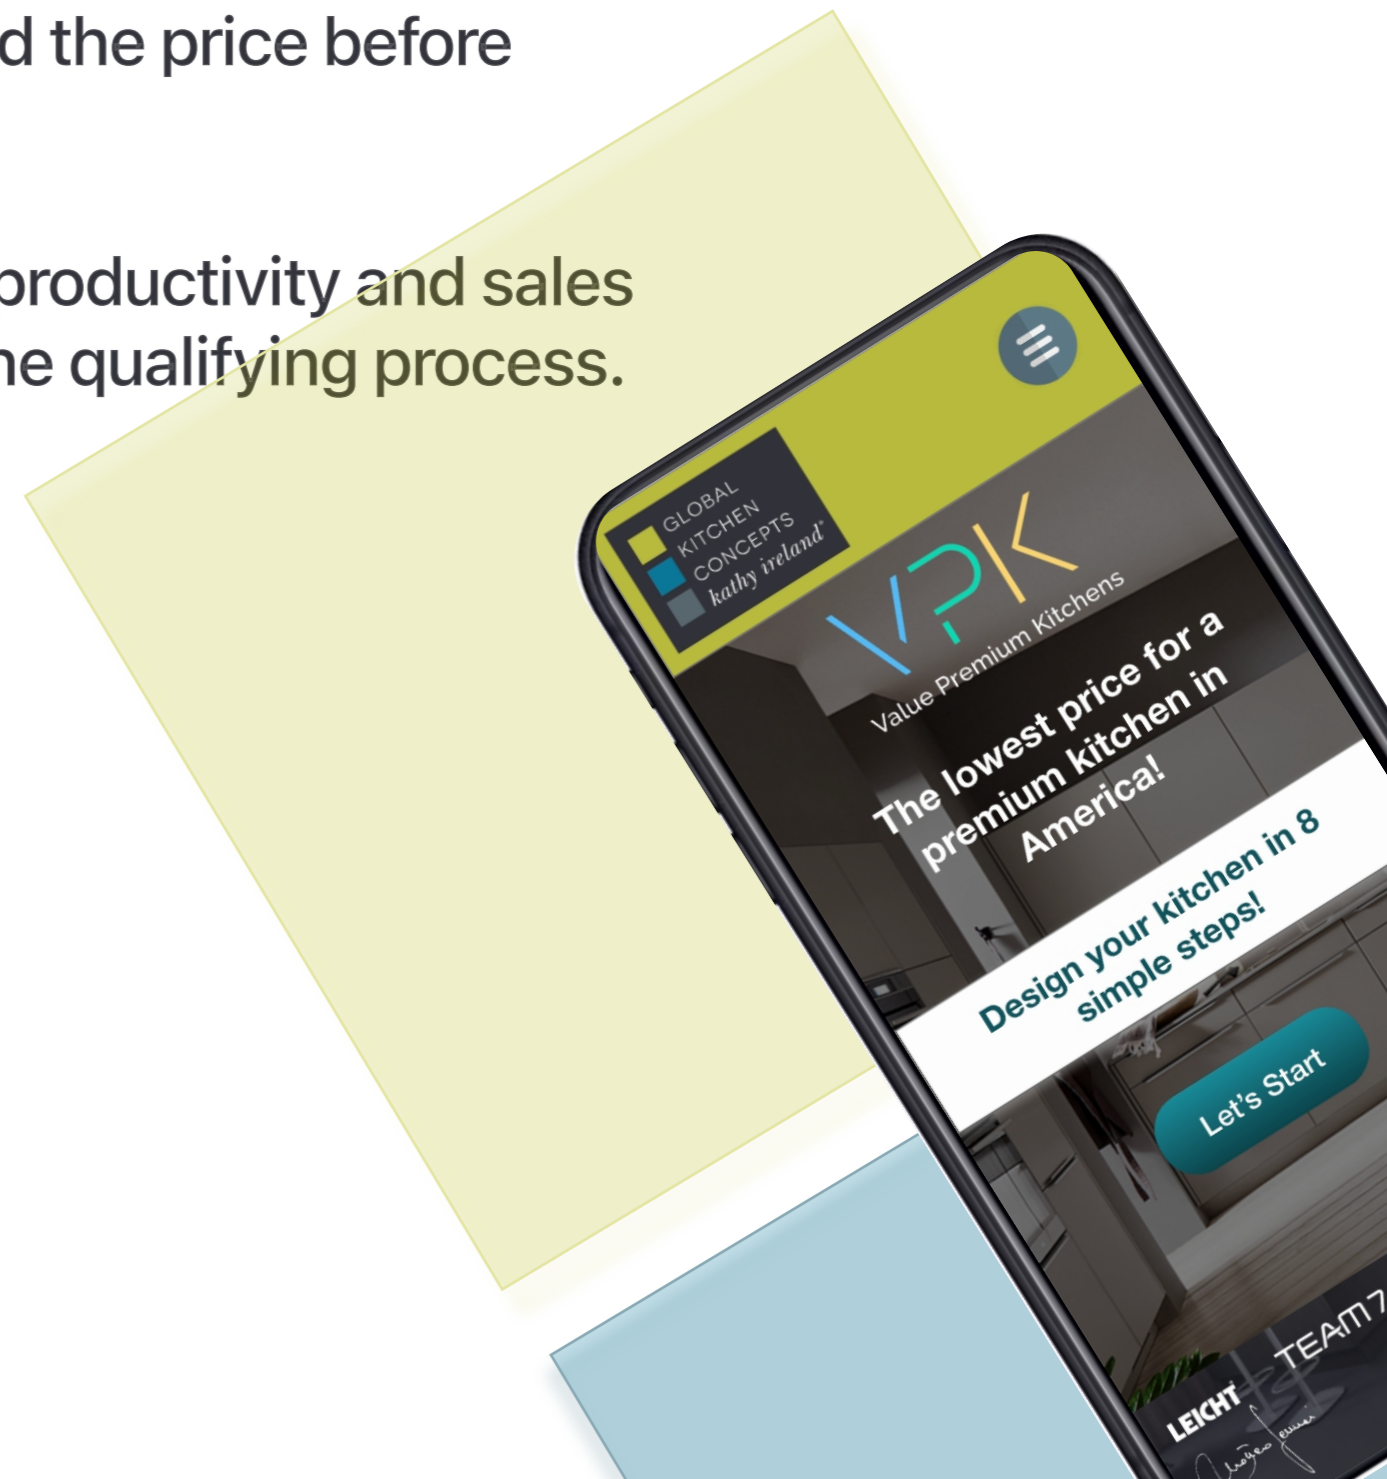 d the price before
productivity and sales
he qualifying process.
GLOBAL
KITCHEN
CONCEPTS
kathy ireland®
VPK
Value Premium Kitchens
The lowest price for a
premium kitchen in
America!
Design your kitchen in 8
simple steps!
Let's Start
TEAM 7
LEICHT